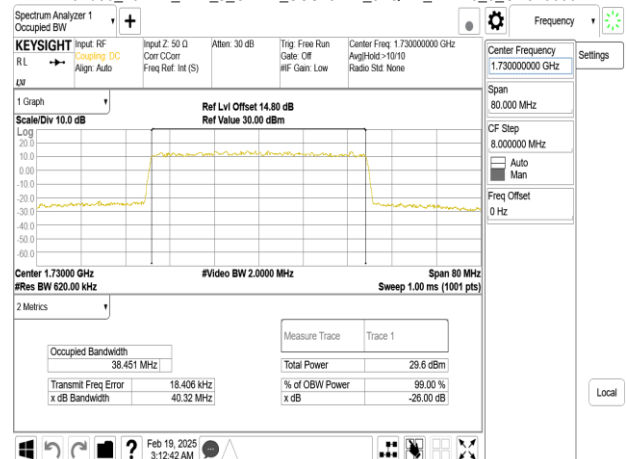 Spectrum Analyzer 1
Occupied BW
Frequency
KEYSIGHT
RL
LXI
Input: RF
Coupling: DC
Align: Auto
Input Z: 50 Ω
Corr CCorr
Freq Ref: Int (S)
Atten: 30 dB
Trig: Free Run
Gate: Off
#IF Gain: Low
Center Freq: 1.730000000 GHz
Avg|Hold:>10/10
Radio Std: None
Center Frequency
1.730000000 GHz
Settings
Span
80.000 MHz
CF Step
8.000000 MHz
Auto
Man
Freq Offset
0 Hz
Local
1 Graph
Scale/Div 10.0 dB
Ref Lvl Offset 14.80 dB
Ref Value 30.00 dBm
Log
20.0
10.0
0.00
-10.0
-20.0
-30.0
-40.0
-50.0
-60.0
Center 1.73000 GHz
#Video BW 2.0000 MHz
Span 80 MHz
#Res BW 620.00 kHz
Sweep 1.00 ms (1001 pts)
2 Metrics
Measure Trace Trace 1
Occupied Bandwidth
38.451 MHz
Total Power 29.6 dBm
Transmit Freq Error 18.406 kHz
% of OBW Power 99.00 %
x dB Bandwidth 40.32 MHz
x dB -26.00 dB
?
Feb 19, 2025
3:12:42 AM